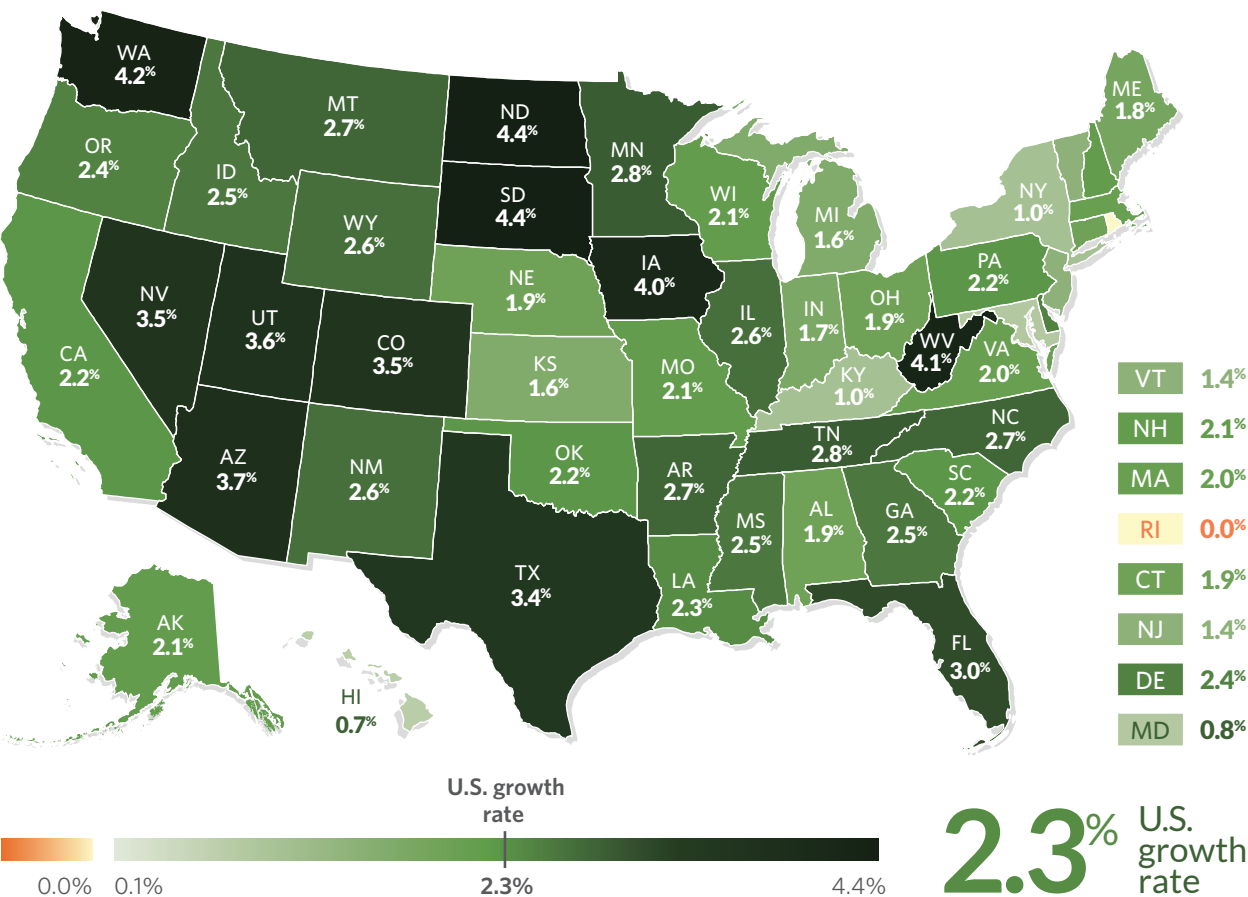 WA
4.2%
MT
2.7%
ND
4.4%
MN
2.8%
ME
1.8%
OR
2.4%
ID
2.5%
SD
4.4%
WI
2.1%
MI
1.6%
NY
1.0%
WY
2.6%
IA
4.0%
PA
2.2%
NV
3.5%
UT
3.6%
NE
1.9%
IL
2.6%
IN
1.7%
OH
1.9%
WV
4.1%
VA
2.0%
CA
2.2%
CO
3.5%
KS
1.6%
MO
2.1%
KY
1.0%
AZ
3.7%
NM
2.6%
OK
2.2%
AR
2.7%
TN
2.8%
NC
2.7%
SC
2.2%
MS
2.5%
AL
1.9%
GA
2.5%
TX
3.4%
LA
2.3%
FL
3.0%
AK
2.1%
HI
0.7%
VT 1.4%
NH 2.1%
MA 2.0%
RI 0.0%
CT 1.9%
NJ 1.4%
DE 2.4%
MD 0.8%
U.S. growth
rate
0.0% 0.1% 2.3% 4.4%
2.3%
U.S.
growth
rate